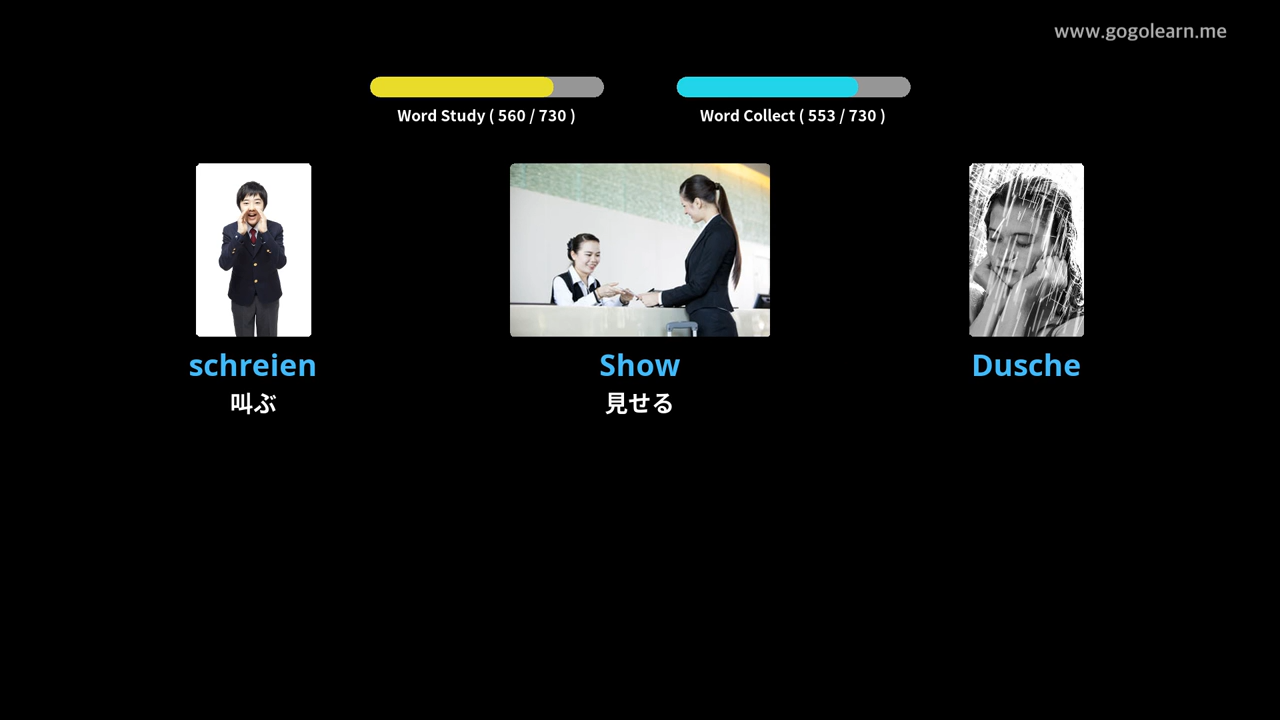 www.gogolearn.me
Word Study ( 560 / 730 )
Word Collect ( 553 / 730 )
schreien
叫ぶ
Show
見せる
Dusche